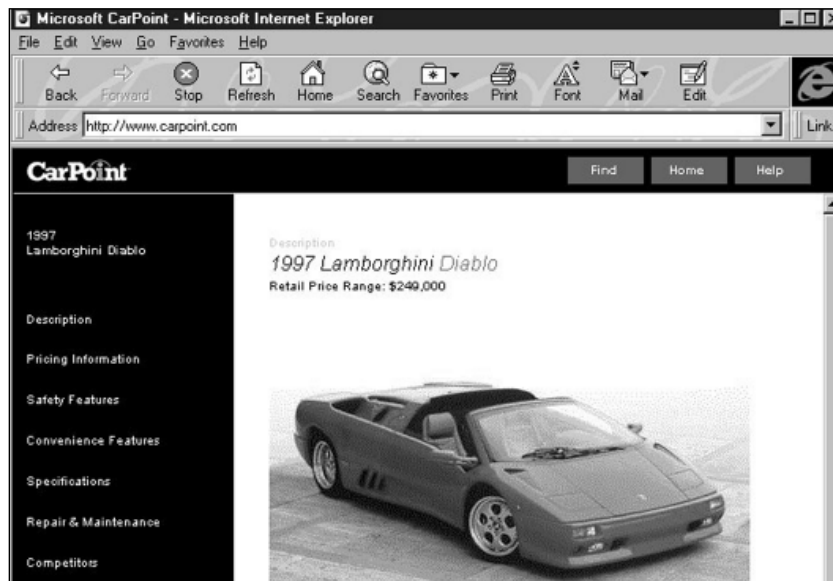 Microsoft CarPoint - Microsoft Internet Explorer
File Edit View Go Favorites Help
Back Forward Stop Refresh Home Search Favorites Print Font Mail Edit
Address http://www.carpoint.com Link
CarPoint Find Home Help
1997
Lamborghini Diablo
Description
1997 Lamborghini Diablo
Retail Price Range: $249,000
Description
Pricing Information
Safety Features
Convenience Features
Specifications
Repair & Maintenance
Competitors